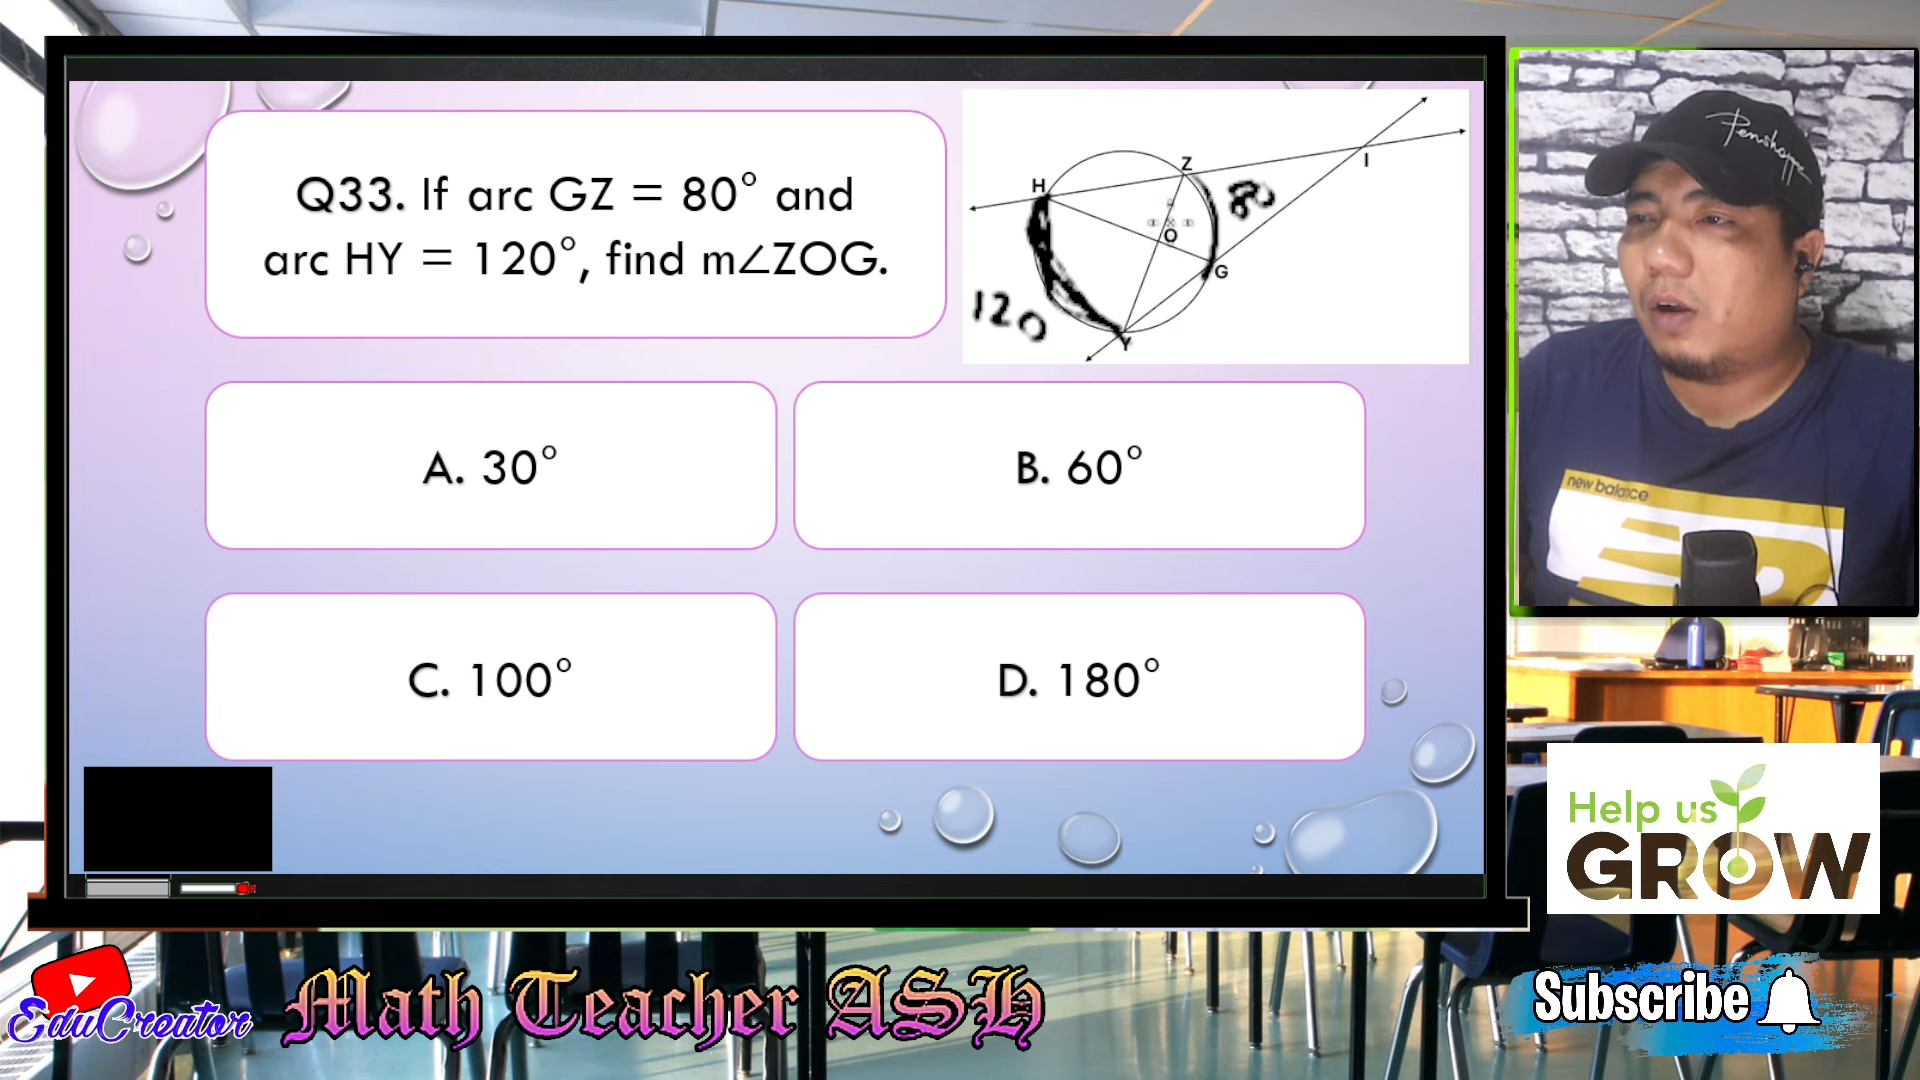 Q33. If arc GZ = 80° and
arc HY = 120°, find m∠ZOG.
H
Z
I
80
O
G
120
Y
A. 30°
B. 60°
C. 100°
D. 180°
Penshoppe
new balance
Help us
GROW
EduCreator
Math Teacher ASH
Subscribe